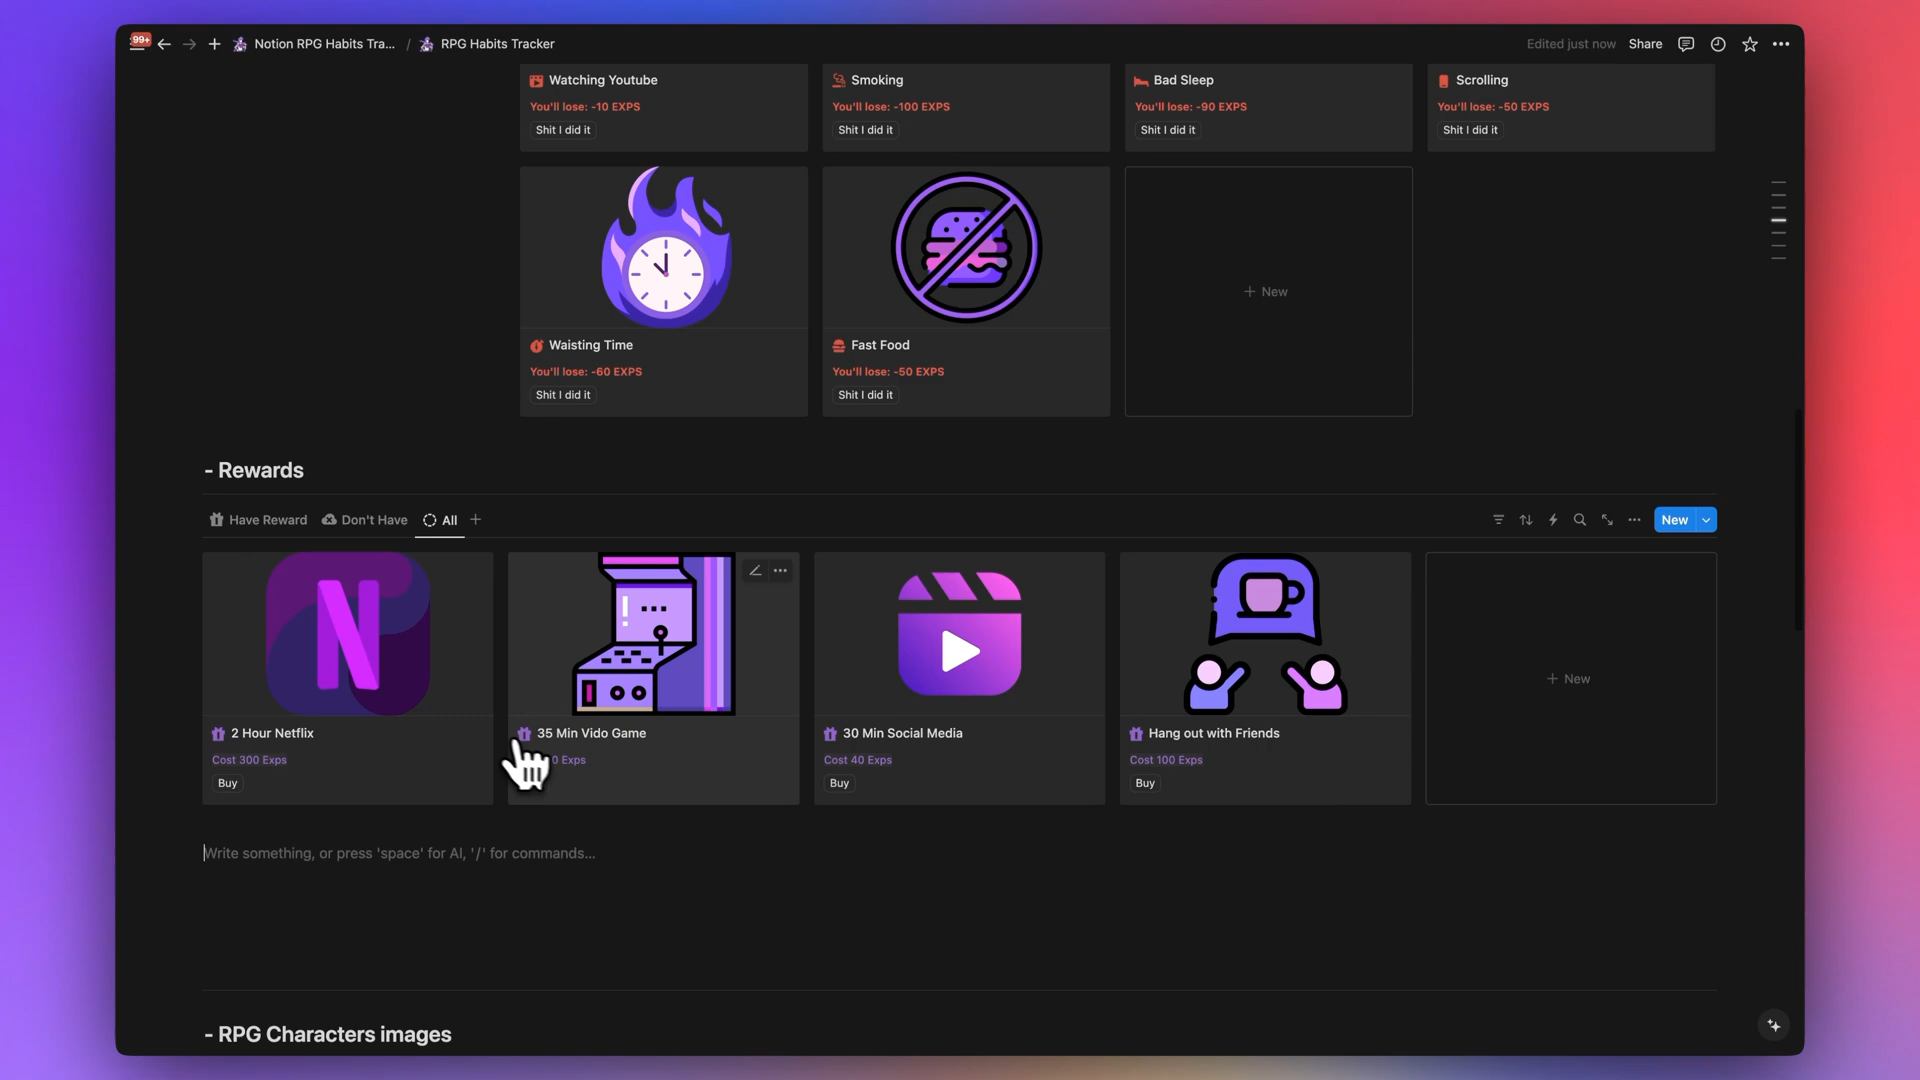 99+
Notion RPG Habits Tra... / RPG Habits Tracker
Edited just now
Share
Watching Youtube
You'll lose: -10 EXPS
Shit I did it
Smoking
You'll lose: -100 EXPS
Shit I did it
Bad Sleep
You'll lose: -90 EXPS
Shit I did it
Scrolling
You'll lose: -50 EXPS
Shit I did it
Waisting Time
You'll lose: -60 EXPS
Shit I did it
Fast Food
You'll lose: -50 EXPS
Shit I did it
+ New
- Rewards
Have Reward
Don't Have
All
New
N
2 Hour Netflix
Cost 300 Exps
Buy
35 Min Vido Game
Exps
30 Min Social Media
Cost 40 Exps
Buy
Hang out with Friends
Cost 100 Exps
Buy
+ New
Write something, or press 'space' for AI, '/' for commands...
- RPG Characters images